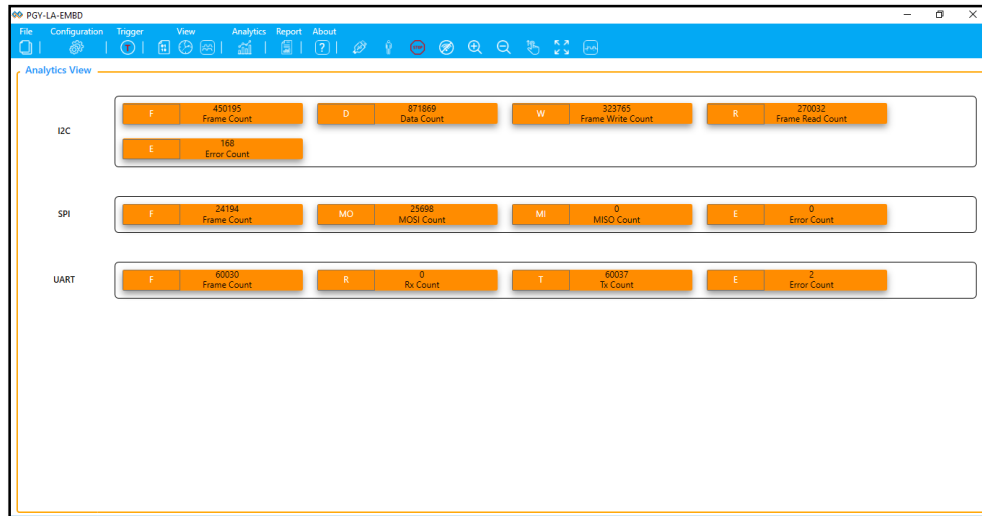 PGY-LA-EMBD
File Configuration Trigger View Analytics Report About
T ? STOP
Analytics View
I2C
F 450195 Frame Count
D 871869 Data Count
W 323765 Frame Write Count
R 270032 Frame Read Count
E 168 Error Count
SPI
F 24194 Frame Count
MO 25698 MOSI Count
MI 0 MISO Count
E 0 Error Count
UART
F 60030 Frame Count
R 0 Rx Count
T 60037 Tx Count
E 2 Error Count